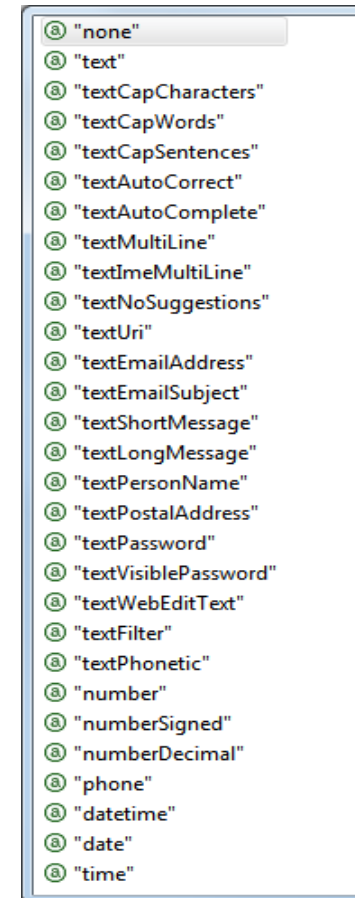 @ "none"
@ "text"
@ "textCapCharacters"
@ "textCapWords"
@ "textCapSentences"
@ "textAutoCorrect"
@ "textAutoComplete"
@ "textMultiLine"
@ "textImeMultiLine"
@ "textNoSuggestions"
@ "textUri"
@ "textEmailAddress"
@ "textEmailSubject"
@ "textShortMessage"
@ "textLongMessage"
@ "textPersonName"
@ "textPostalAddress"
@ "textPassword"
@ "textVisiblePassword"
@ "textWebEditText"
@ "textFilter"
@ "textPhonetic"
@ "number"
@ "numberSigned"
@ "numberDecimal"
@ "phone"
@ "datetime"
@ "date"
@ "time"